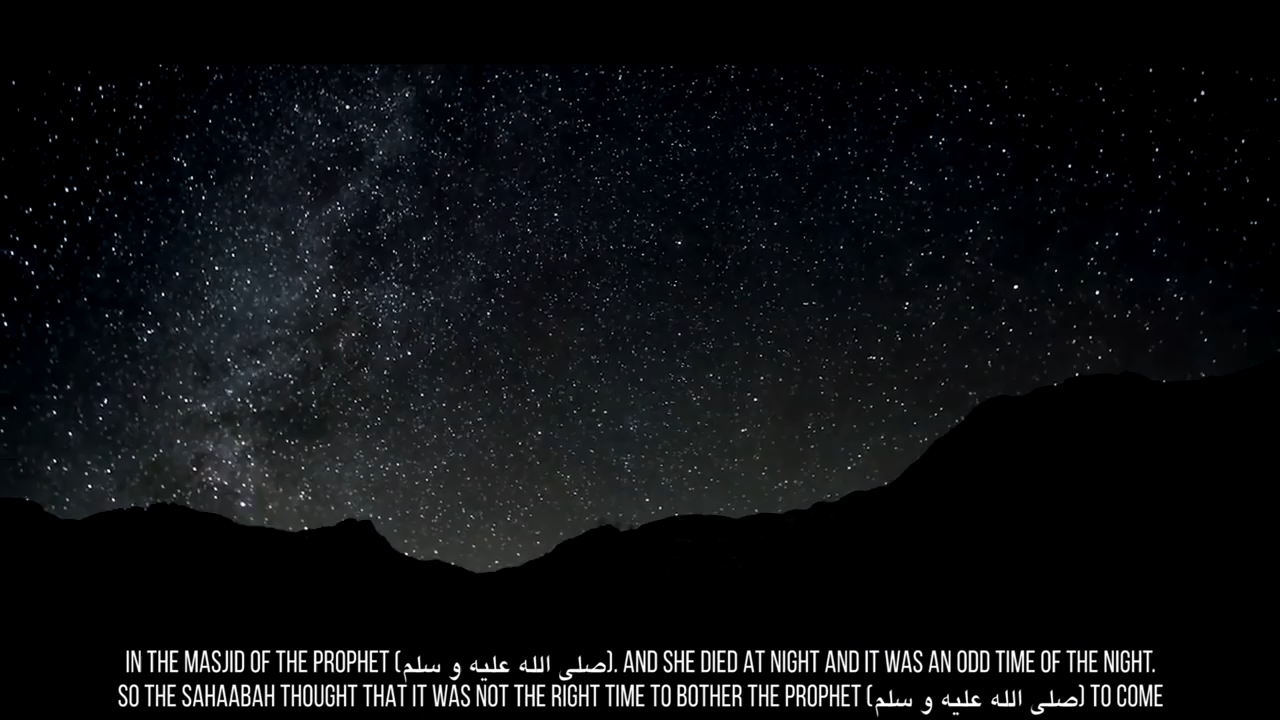 IN THE MASJID OF THE PROPHET (صلى الله عليه و سلم). AND SHE DIED AT NIGHT AND IT WAS AN ODD TIME OF THE NIGHT.
SO THE SAHAABAH THOUGHT THAT IT WAS NOT THE RIGHT TIME TO BOTHER THE PROPHET (صلى الله عليه و سلم) TO COME